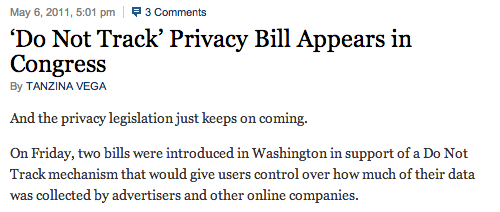 May 6, 2011, 5:01 pm | 3 Comments
‘Do Not Track’ Privacy Bill Appears in
Congress
By TANZINA VEGA
And the privacy legislation just keeps on coming.
On Friday, two bills were introduced in Washington in support of a Do Not
Track mechanism that would give users control over how much of their data
was collected by advertisers and other online companies.